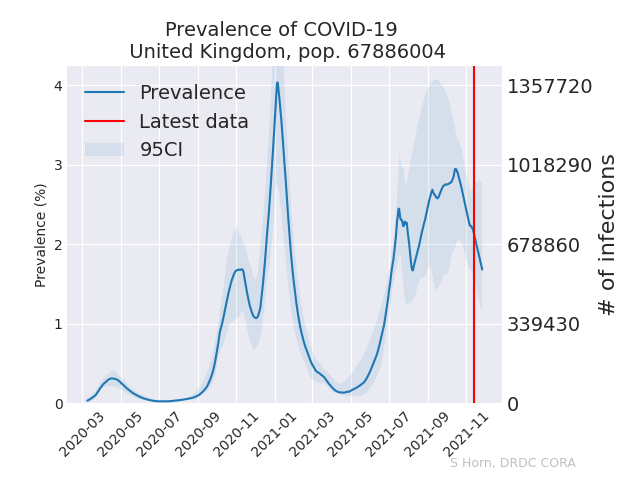 Prevalence of COVID-19
United Kingdom, pop. 67886004
Prevalence
Latest data
95CI
Prevalence (%)
4
3
2
1
0
1357720
1018290
678860
339430
0
# of infections
2020-03
2020-05
2020-07
2020-09
2020-11
2021-01
2021-03
2021-05
2021-07
2021-09
2021-11
S Horn, DRDC CORA